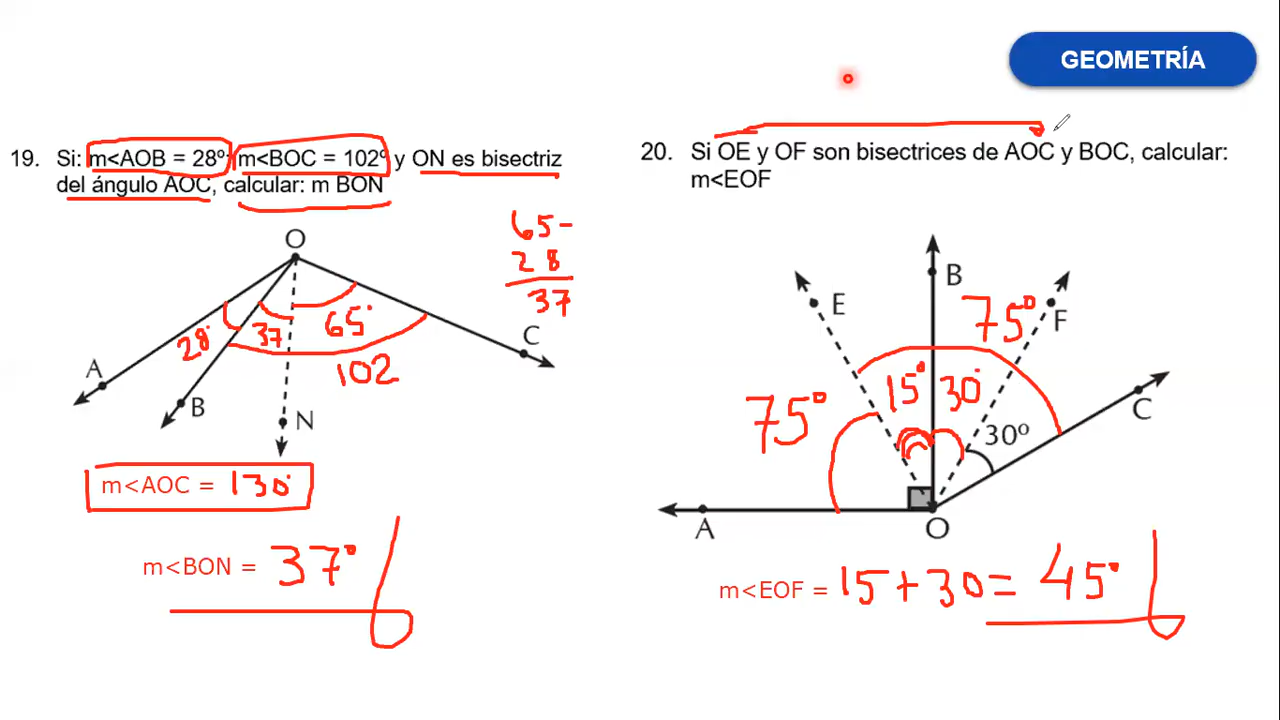 GEOMETRÍA
19. Si: m<AOB = 28º; m<BOC = 102º y ON es bisectriz
del ángulo AOC, calcular: m BON
65-
28
37
O
28°
37
65°
102
A
B
N
C
m<AOC = 130°
m<BON = 37°
20. Si OE y OF son bisectrices de AOC y BOC, calcular:
m<EOF
B
E
75°
F
15°
30°
C
75°
30º
A
O
m<EOF = 15+30= 45°